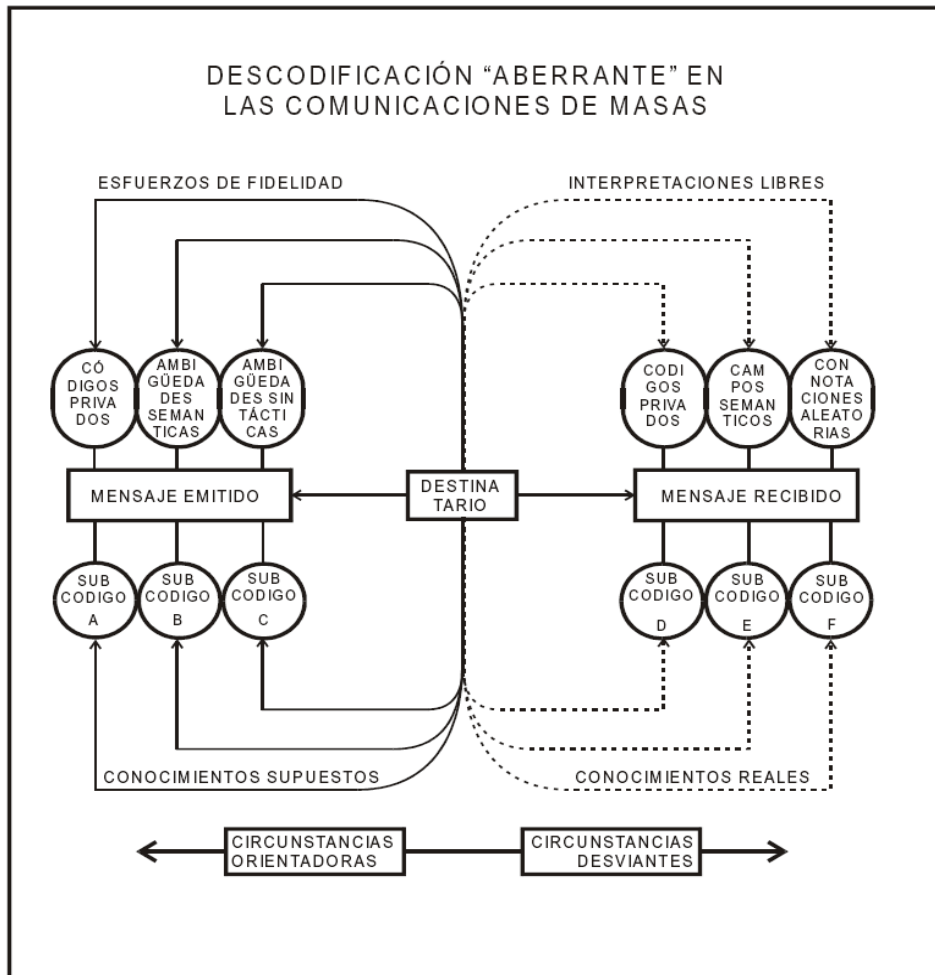 DESCODIFICACIÓN “ABERRANTE” EN
LAS COMUNICACIONES DE MASAS
ESFUERZOS DE FIDELIDAD
INTERPRETACIONES LIBRES
CÓ
DIGOS
PRIVA
DOS
AMBI
GÜEDA
DES
SEMAN
TICAS
AMBI
GÜEDA
DES SIN
TÁCTI
CAS
CODI
GOS
PRIVA
DOS
CAM
POS
SEMAN
TICOS
CON
NOTA
CIONES
ALEATO
RIAS
MENSAJE EMITIDO
DESTINA
TARIO
MENSAJE RECIBIDO
SUB
CODIGO
A
SUB
CODIGO
B
SUB
CODIGO
C
SUB
CODIGO
D
SUB
CODIGO
E
SUB
CODIGO
F
CONOCIMIENTOS SUPUESTOS
CONOCIMIENTOS REALES
CIRCUNSTANCIAS
ORIENTADORAS
CIRCUNSTANCIAS
DESVIANTES